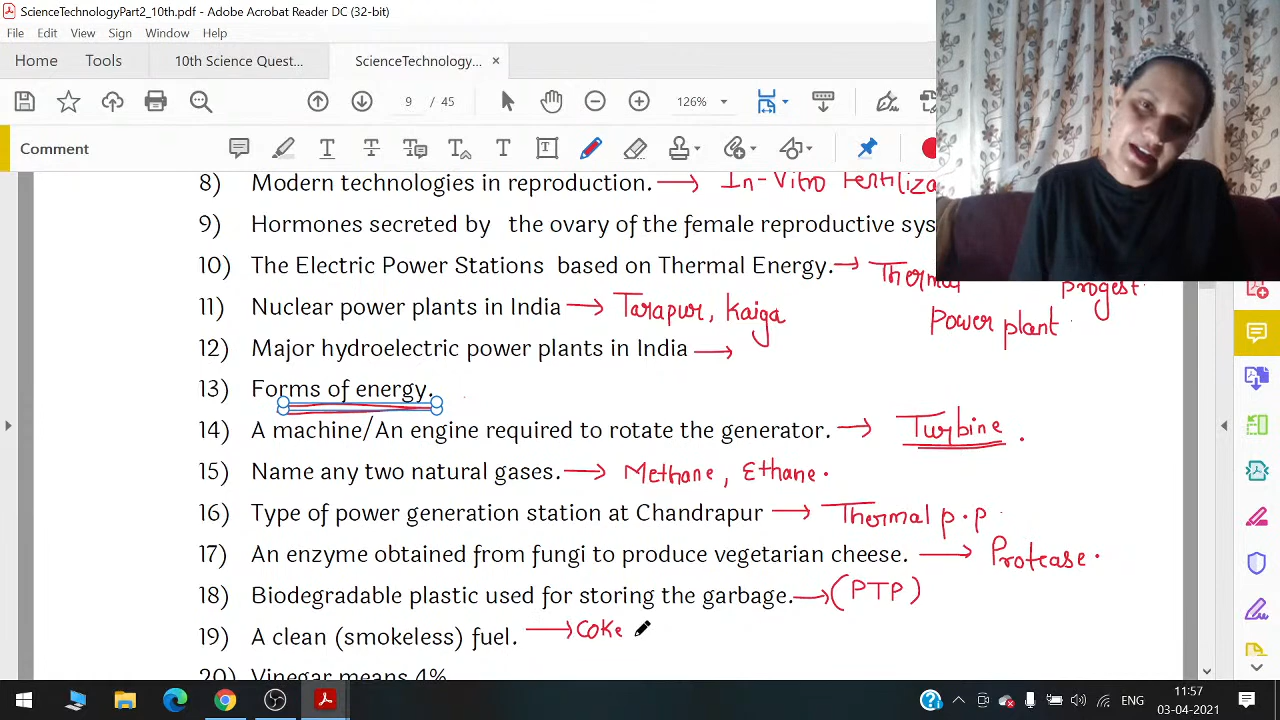 ScienceTechnologyPart2_10th.pdf - Adobe Acrobat Reader DC (32-bit)
File Edit View Sign Window Help
Home Tools 10th Science Quest... ScienceTechnology... ×
9 / 45 126%
Comment
8) Modern technologies in reproduction. → In-Vitro
9) Hormones secreted by the ovary of the female reproductive
10) The Electric Power Stations based on Thermal Energy. → Thermal
power plant.
progest
11) Nuclear power plants in India → Tarapur, Kaiga
12) Major hydroelectric power plants in India →
13) Forms of energy.
14) A machine/An engine required to rotate the generator. → Turbine.
15) Name any two natural gases. → Methane, Ethane.
16) Type of power generation station at Chandrapur → Thermal p.p.
17) An enzyme obtained from fungi to produce vegetarian cheese. → Protease.
18) Biodegradable plastic used for storing the garbage. → (PTP)
19) A clean (smokeless) fuel. → Coke
20) Vinegar means 4%
ENG
11:57
03-04-2021